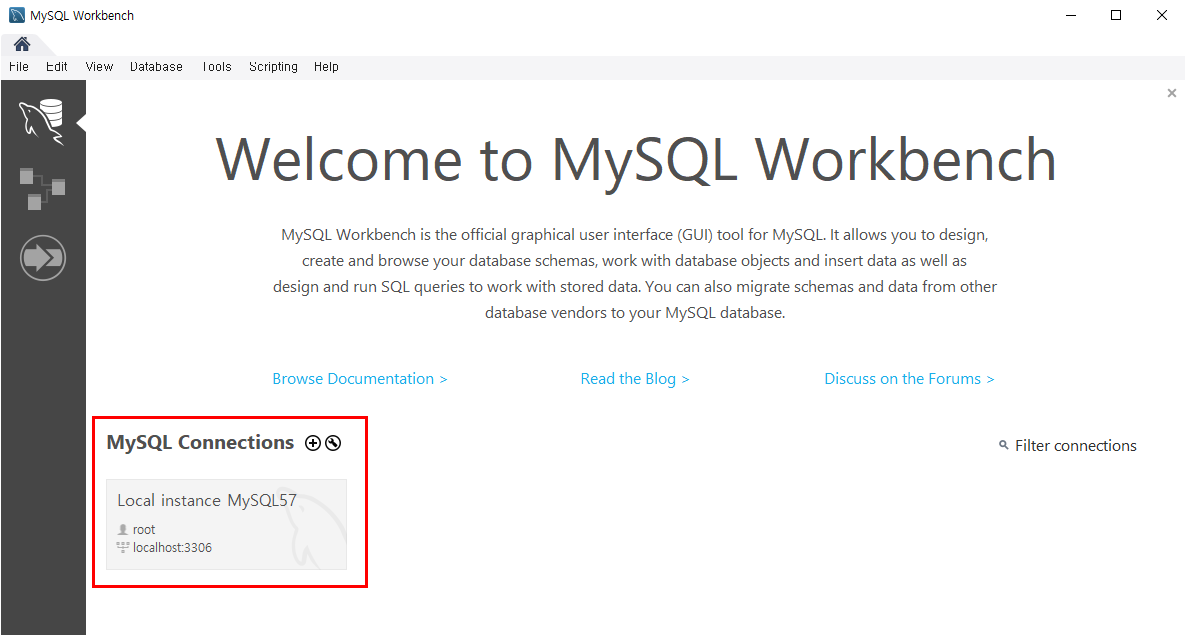 MySQL Workbench
File Edit View Database Tools Scripting Help
Welcome to MySQL Workbench
MySQL Workbench is the official graphical user interface (GUI) tool for MySQL. It allows you to design,
create and browse your database schemas, work with database objects and insert data as well as
design and run SQL queries to work with stored data. You can also migrate schemas and data from other
database vendors to your MySQL database.
Browse Documentation > Read the Blog > Discuss on the Forums >
MySQL Connections Filter connections
Local instance MySQL57
root
localhost:3306